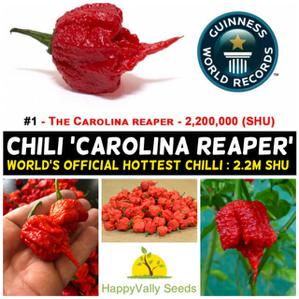 GUINNESS
WORLD RECORDS
#1 - The Carolina reaper - 2,200,000 (SHU)
CHILI 'CAROLINA REAPER'
WORLD'S OFFICIAL HOTTEST CHILLI : 2.2M SHU
HappyVally Seeds